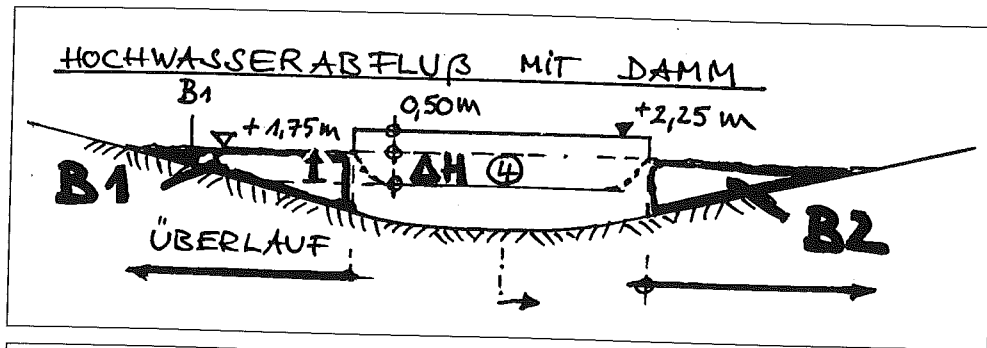 HOCHWASSERABFLUß MIT DAMM
B1
0,50m
+2,25 m
+1,75m
ΔH ④
B1
B2
ÜBERLAUF